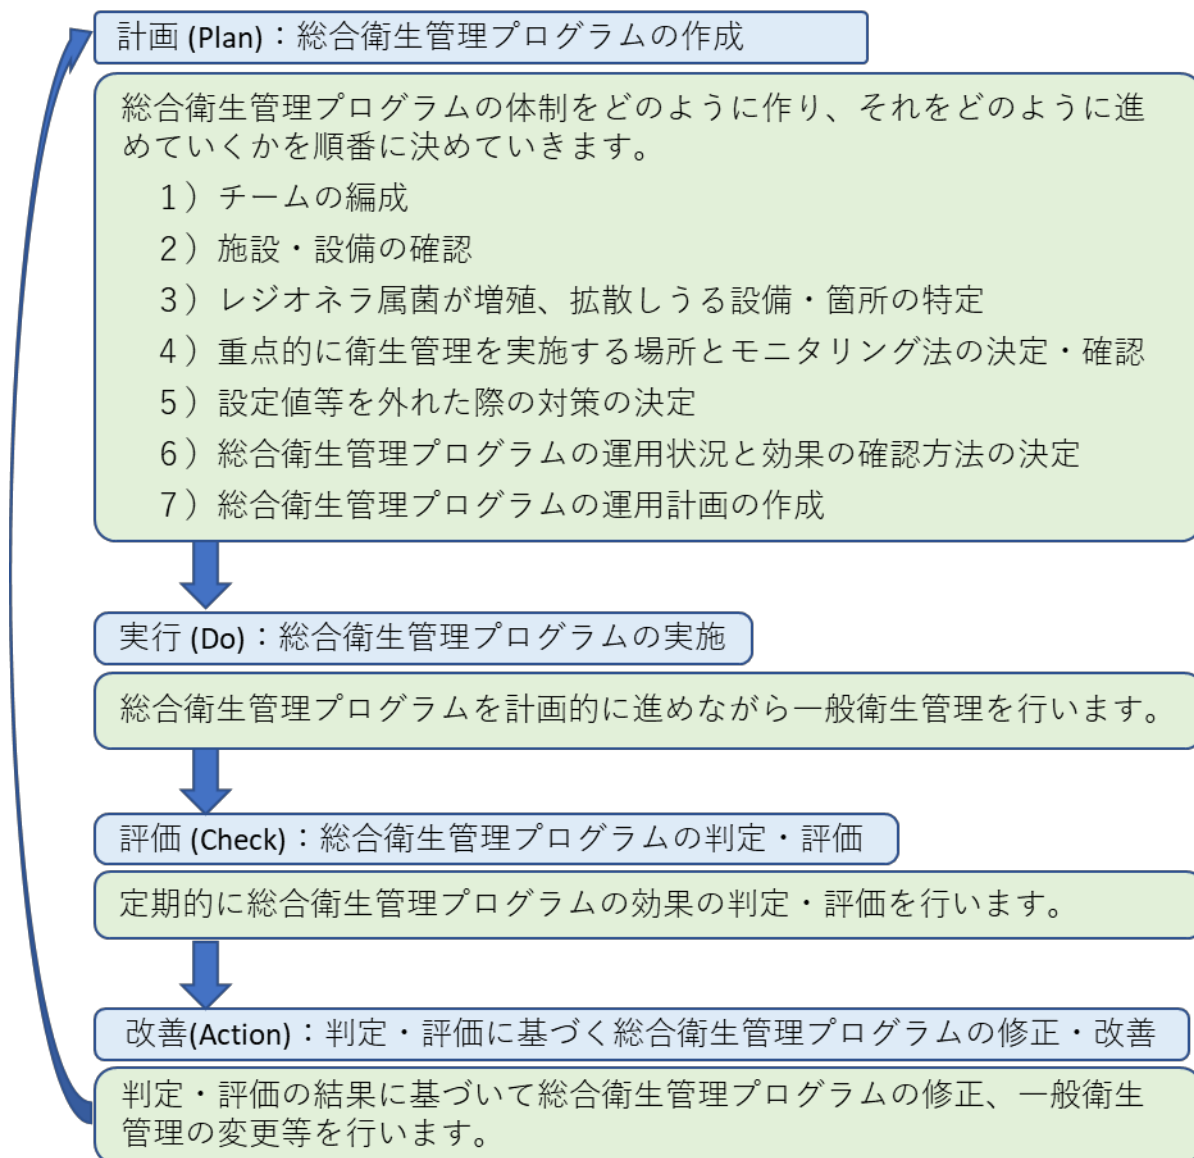 計画 (Plan)：総合衛生管理プログラムの作成
総合衛生管理プログラムの体制をどのように作り、それをどのように進
めていくかを順番に決めていきます。
１）チームの編成
２）施設・設備の確認
３）レジオネラ属菌が増殖、拡散しうる設備・箇所の特定
４）重点的に衛生管理を実施する場所とモニタリング法の決定・確認
５）設定値等を外れた際の対策の決定
６）総合衛生管理プログラムの運用状況と効果の確認方法の決定
７）総合衛生管理プログラムの運用計画の作成
実行 (Do)：総合衛生管理プログラムの実施
総合衛生管理プログラムを計画的に進めながら一般衛生管理を行います。
評価 (Check)：総合衛生管理プログラムの判定・評価
定期的に総合衛生管理プログラムの効果の判定・評価を行います。
改善(Action)：判定・評価に基づく総合衛生管理プログラムの修正・改善
判定・評価の結果に基づいて総合衛生管理プログラムの修正、一般衛生
管理の変更等を行います。